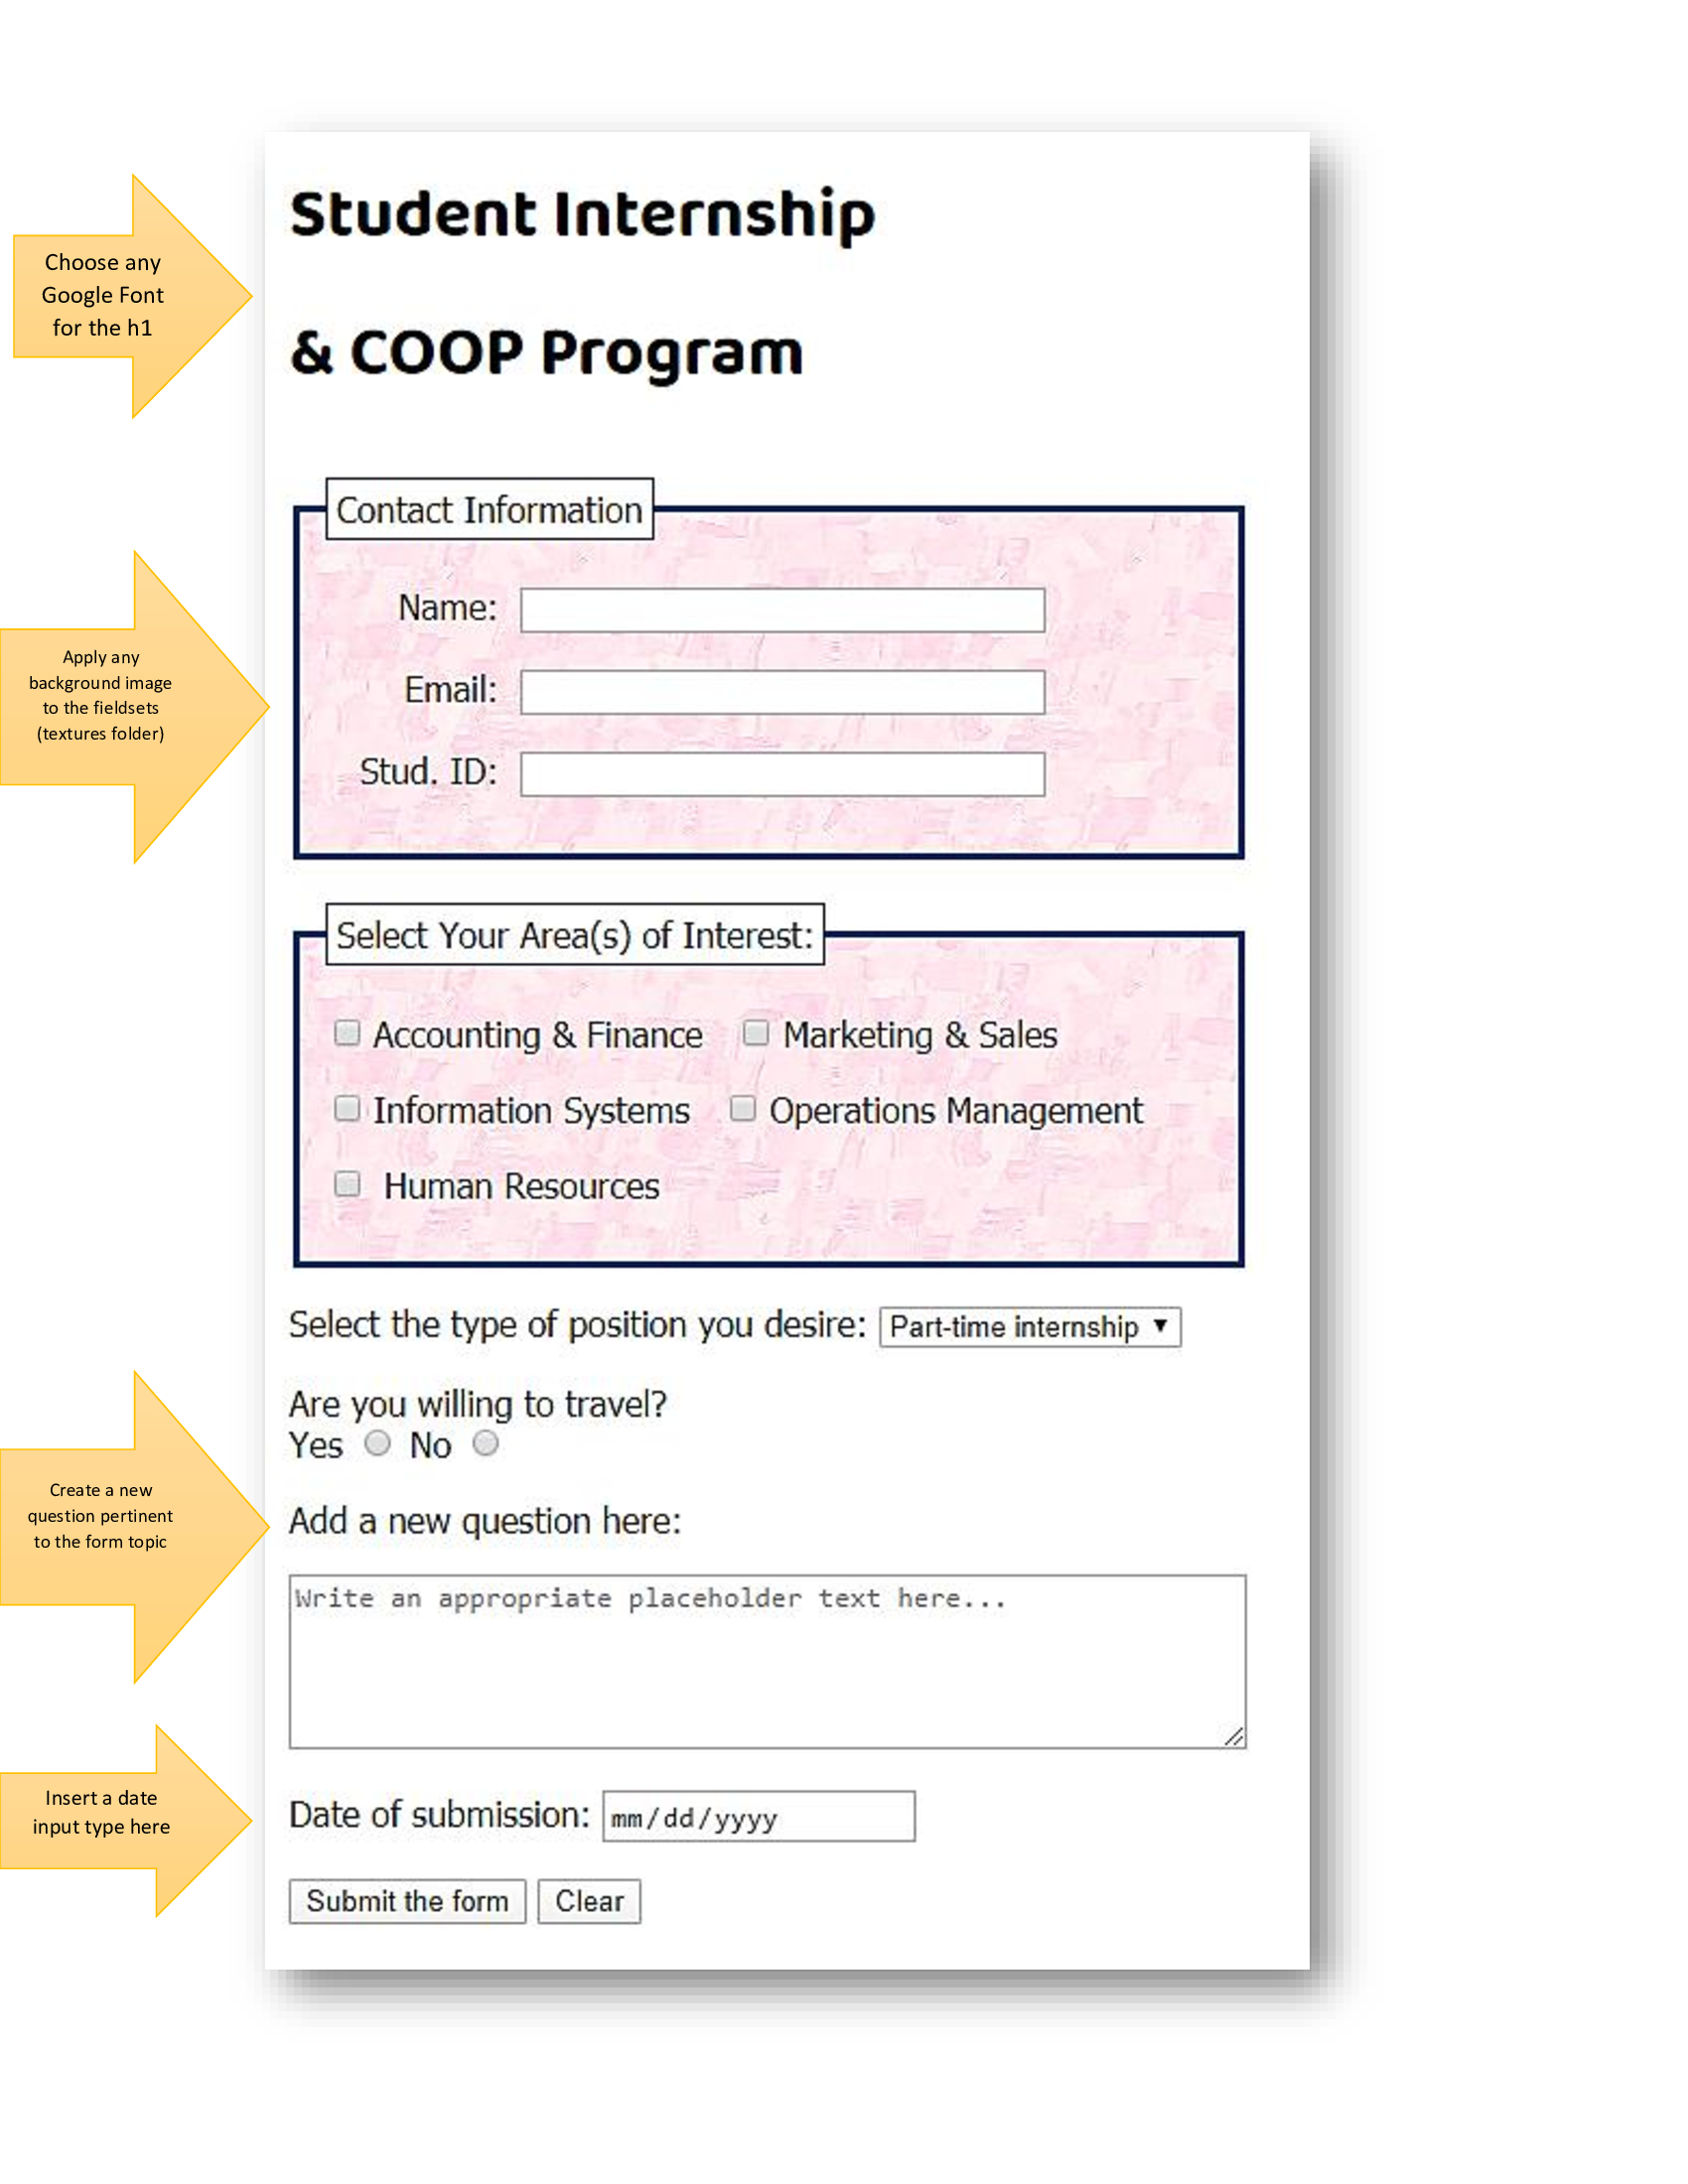 Choose any
Google Font
for the h1
Student Internship
& COOP Program
Apply any
background image
to the fieldsets
(textures folder)
Contact Information
Name:
Email:
Stud. ID:
Select Your Area(s) of Interest:
Accounting & Finance Marketing & Sales
Information Systems Operations Management
Human Resources
Select the type of position you desire: Part-time internship ▼
Are you willing to travel?
Yes No
Create a new
question pertinent
to the form topic
Add a new question here:
Write an appropriate placeholder text here...
Insert a date
input type here
Date of submission: mm/dd/yyyy
Submit the form Clear